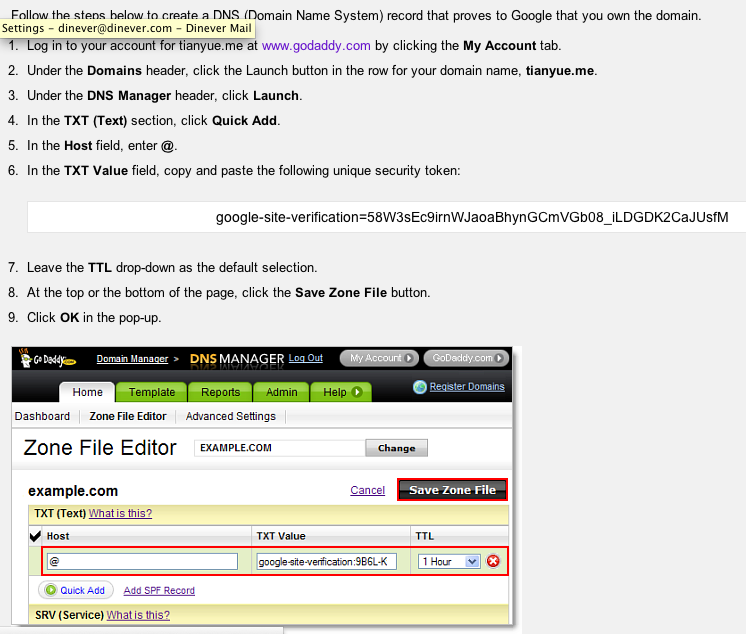 Follow the steps below to create a DNS (Domain Name System) record that proves to Google that you own the domain.
Settings – dinever@dinever.com – Dinever Mail
1. Log in to your account for tianyue.me at www.godaddy.com by clicking the My Account tab.
2. Under the Domains header, click the Launch button in the row for your domain name, tianyue.me.
3. Under the DNS Manager header, click Launch.
4. In the TXT (Text) section, click Quick Add.
5. In the Host field, enter @.
6. In the TXT Value field, copy and paste the following unique security token:
google-site-verification=58W3sEc9irnWJaoaBhynGCmVGb08_iLDGDK2CaJUsfM
7. Leave the TTL drop-down as the default selection.
8. At the top or the bottom of the page, click the Save Zone File button.
9. Click OK in the pop-up.
Go Daddy Domain Manager > DNS MANAGER Log Out My Account GoDaddy.com
Home Template Reports Admin Help Register Domains
Dashboard Zone File Editor Advanced Settings
Zone File Editor EXAMPLE.COM Change
example.com Cancel Save Zone File
TXT (Text) What is this?
Host TXT Value TTL
@ google-site-verification:9B6L-K 1 Hour
Quick Add Add SPF Record
SRV (Service) What is this?